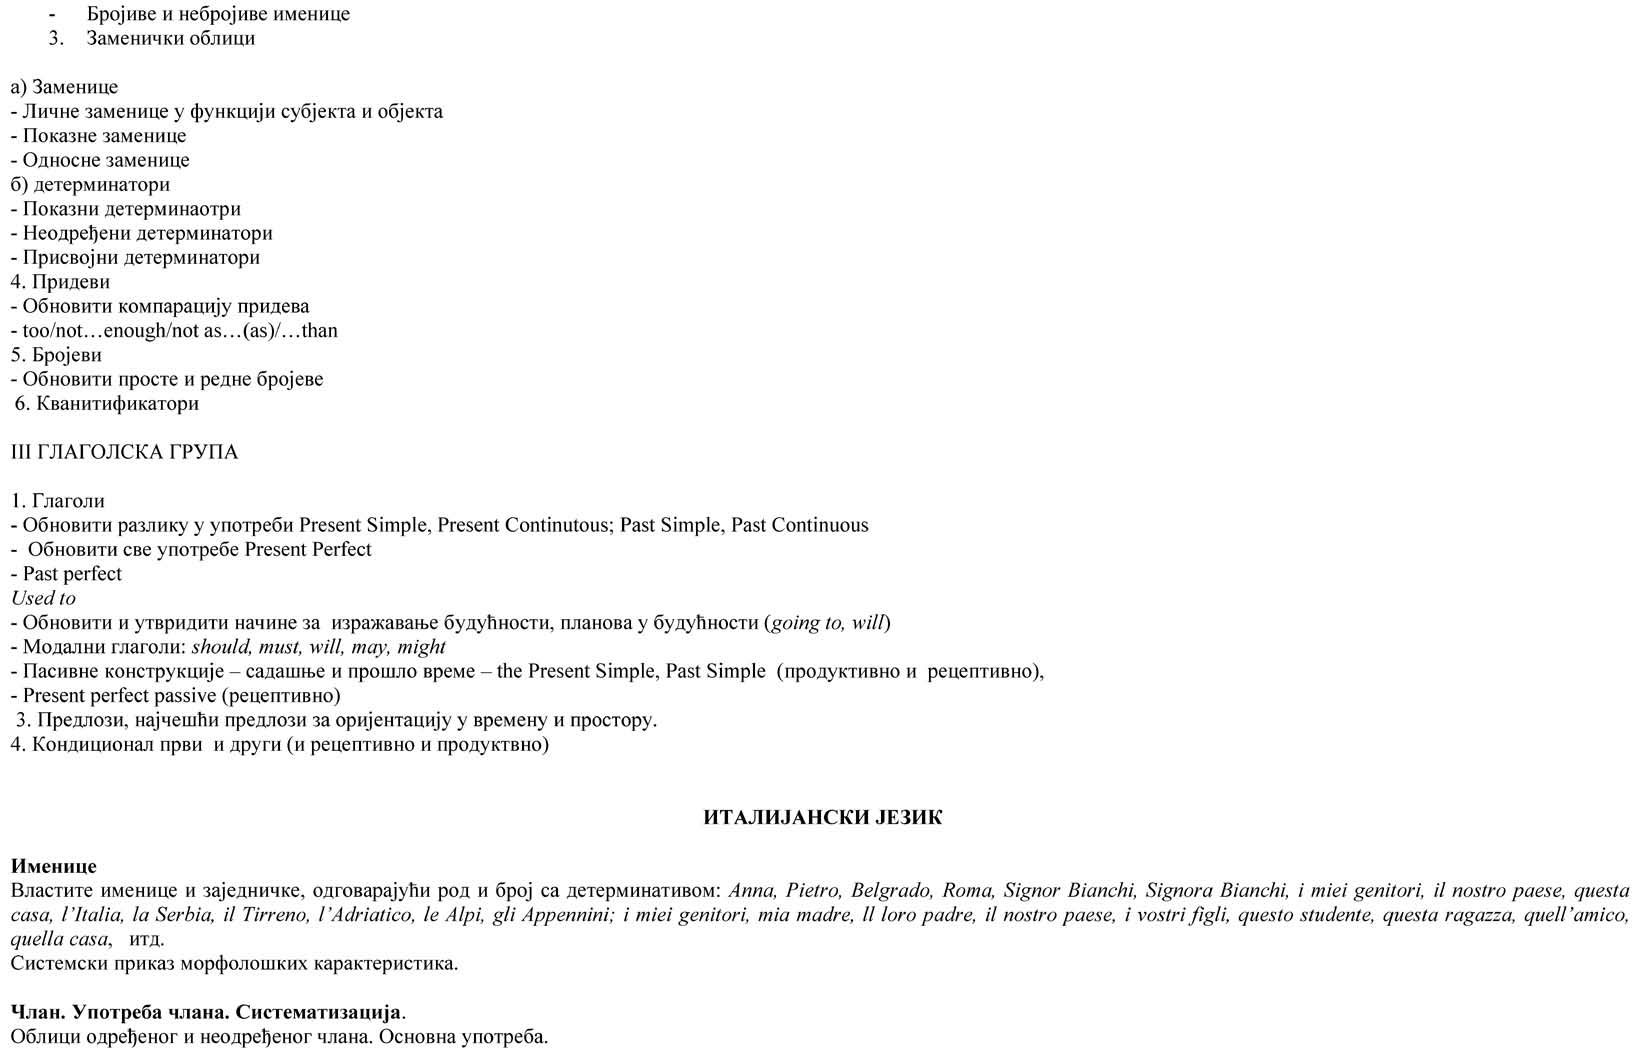 - Бројиве и небројиве именице
3. Заменички облици
а) Заменице
- Личне заменице у функцији субјекта и објекта
- Показне заменице
- Односне заменице
б) детерминатори
- Показни детерминаотри
- Неодређени детерминатори
- Присвојни детерминатори
4. Придеви
- Обновити компарацију придева
- too/not…enough/not as…(as)/…than
5. Бројеви
- Обновити просте и редне бројеве
6. Кванитификатори
III ГЛАГОЛСКА ГРУПА
1. Глаголи
- Обновити разлику у употреби Present Simple, Present Continutous; Past Simple, Past Continuous
- Обновити све употребе Present Perfect
- Past perfect
Used to
- Обновити и утвридити начине за изражавање будућности, планова у будућности (going to, will)
- Модални глаголи: should, must, will, may, might
- Пасивне конструкције – садашње и прошло време – the Present Simple, Past Simple (продуктивно и рецептивно),
- Present perfect passive (рецептивно)
3. Предлози, најчешћи предлози за оријентацију у времену и простору.
4. Кондиционал први и други (и рецептивно и продуктвно)
ИТАЛИЈАНСКИ ЈЕЗИК
Именице
Властите именице и заједничке, одговарајући род и број са детерминативом: Anna, Pietro, Belgrado, Roma, Signor Bianchi, Signora Bianchi, i miei genitori, il nostro paese, questa
casa, l’Italia, la Serbia, il Tirreno, l’Adriatico, le Alpi, gli Appennini; i miei genitori, mia madre, ll loro padre, il nostro paese, i vostri figli, questo studente, questa ragazza, quell’amico,
quella casa, итд.
Системски приказ морфолошких карактеристика.
Члан. Употреба члана. Систематизација.
Облици одређеног и неодређеног члана. Основна употреба.